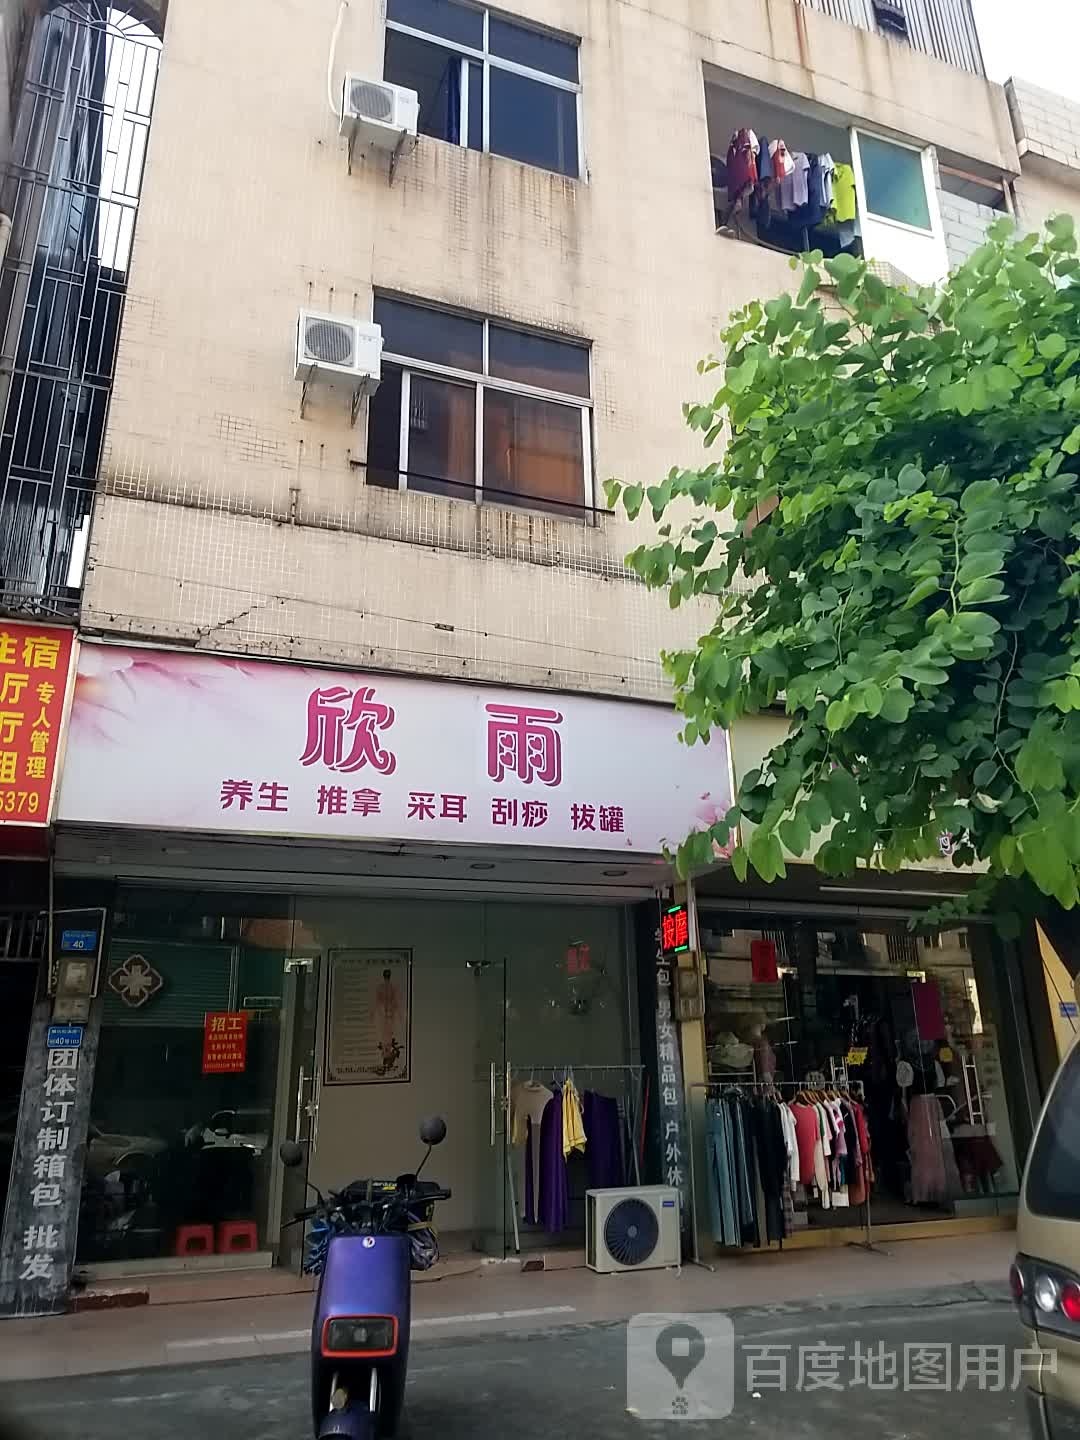 住宿
厅
厅
租
专人管理
5379
欣雨
养生 推拿 采耳 刮痧 拔罐
按摩
40
招工
团体订制箱包 批发
包 男女精品包 户外休
百度地图用户